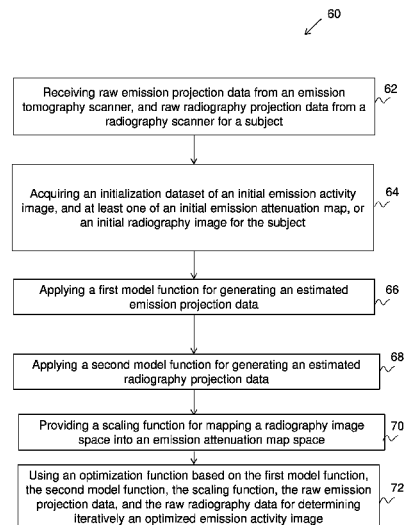 60
Receiving raw emission projection data from an emission
tomography scanner, and raw radiography projection data from a
radiography scanner for a subject
62
Acquiring an initialization dataset of an initial emission activity
image, and at least one of an initial emission attenuation map, or
an initial radiography image for the subject
64
Applying a first model function for generating an estimated
emission projection data
66
Applying a second model function for generating an estimated
radiography projection data
68
Providing a scaling function for mapping a radiography image
space into an emission attenuation map space
70
Using an optimization function based on the first model function,
the second model function, the scaling function, the raw emission
projection data, and the raw radiography data for determining
iteratively an optimized emission activity image
72